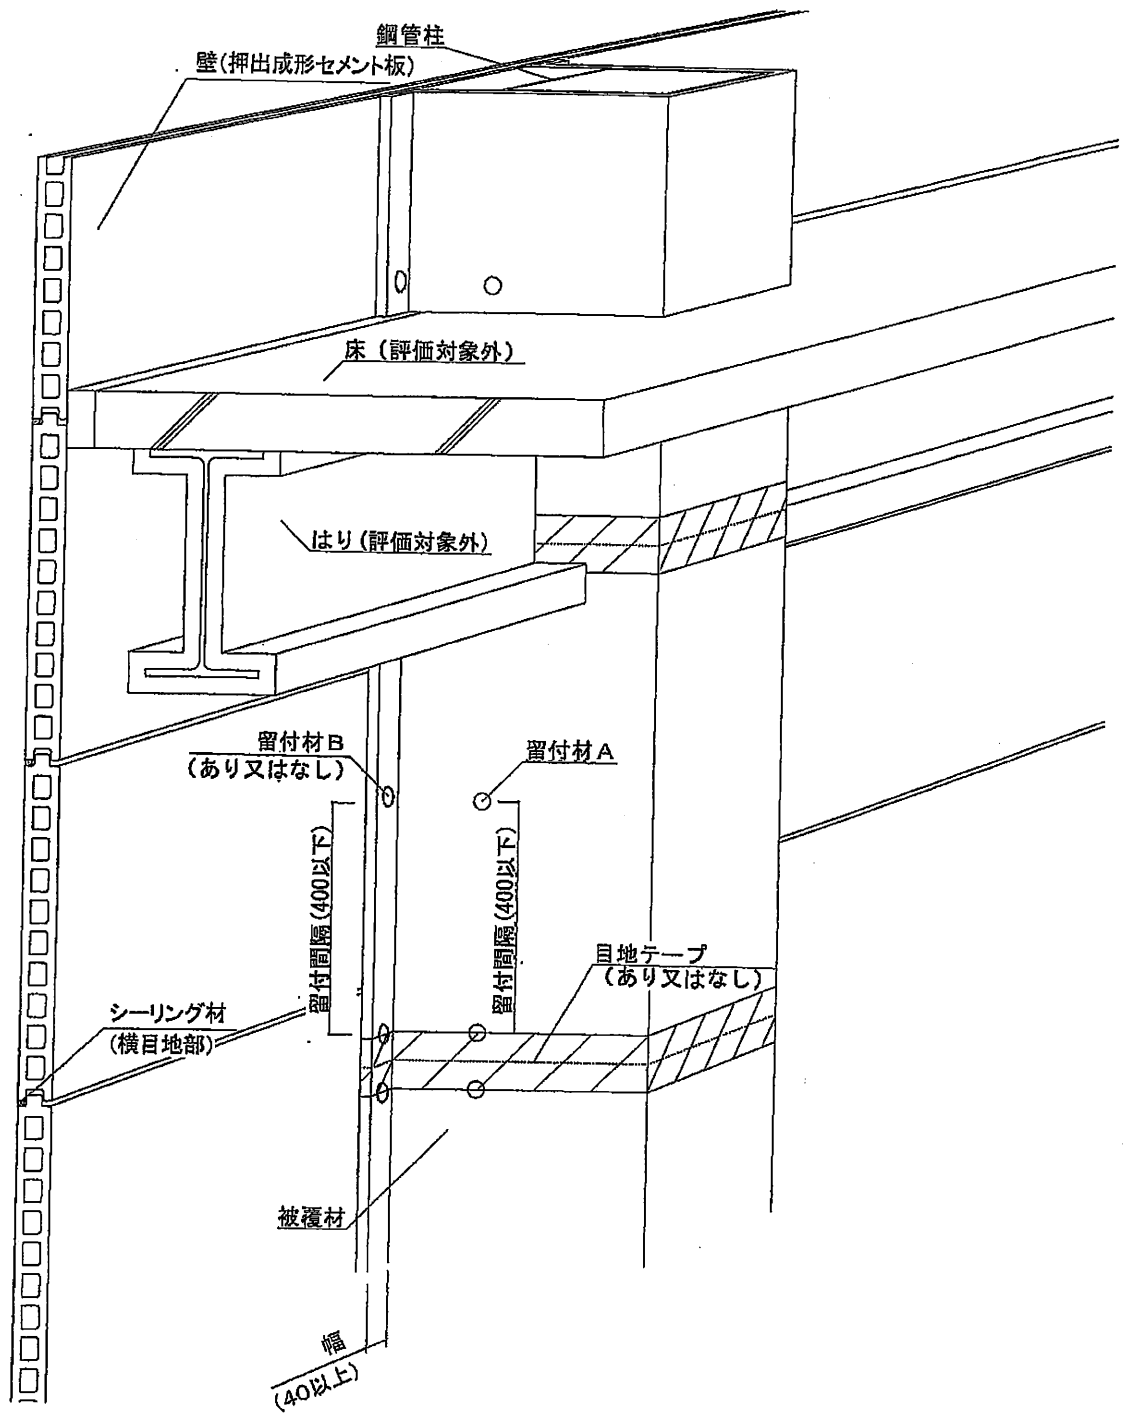 鋼管柱
壁(押出成形セメント板)
床(評価対象外)
はり(評価対象外)
留付材B
(あり又はなし)
留付材A
留付間隔(400以下)
留付間隔(400以下)
目地テープ
(あり又はなし)
シーリング材
(横目地部)
被覆材
幅
(40以上)